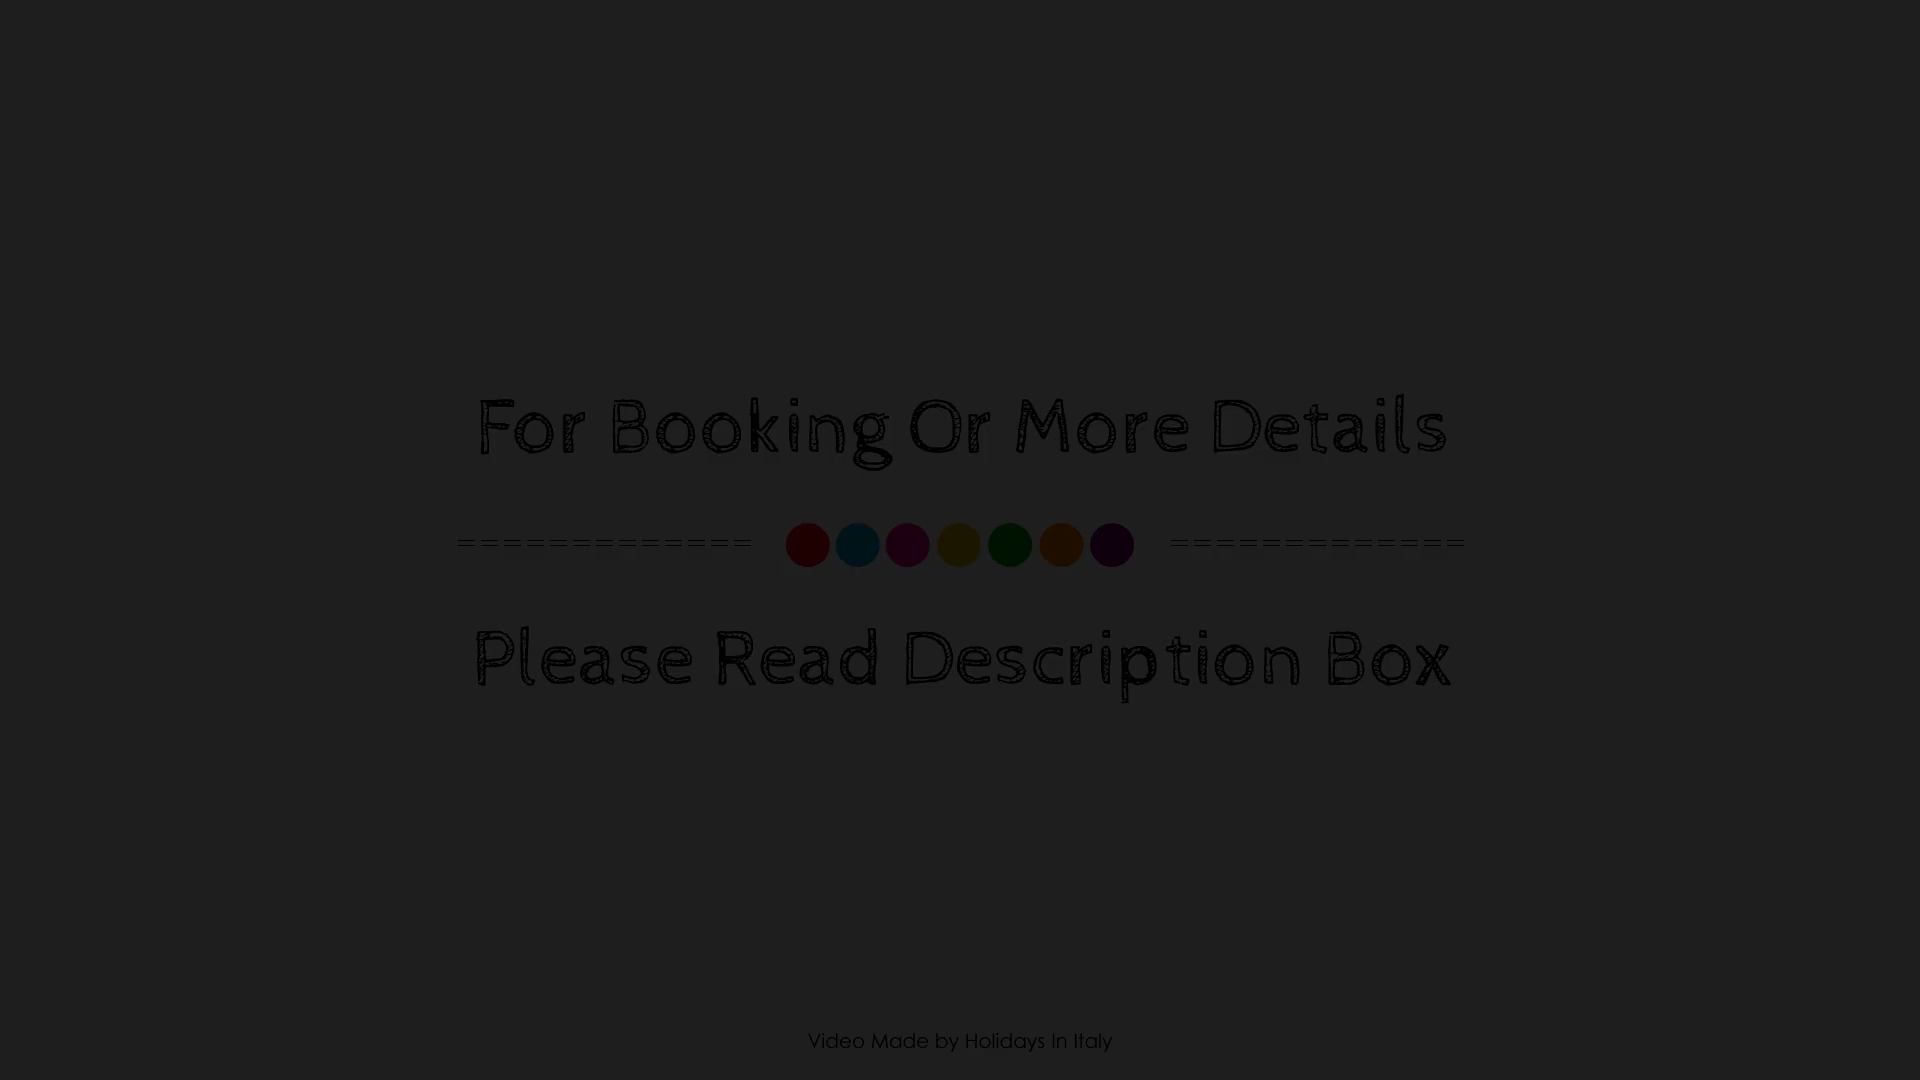 For Booking Or More Details
============= =============
Please Read Description Box
Video Made by Holidays In Italy